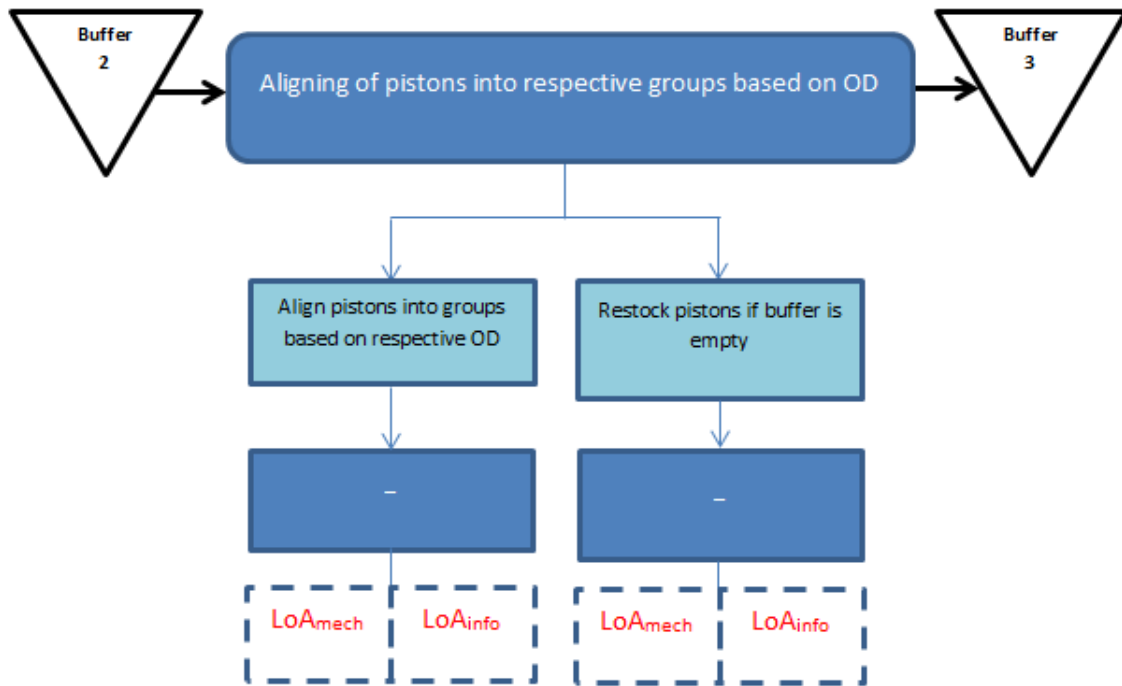 Buffer
2
Buffer
3
Aligning of pistons into respective groups based on OD
Align pistons into groups
based on respective OD
Restock pistons if buffer is
empty
–
–
LoAmech
LoAinfo
LoAmech
LoAinfo